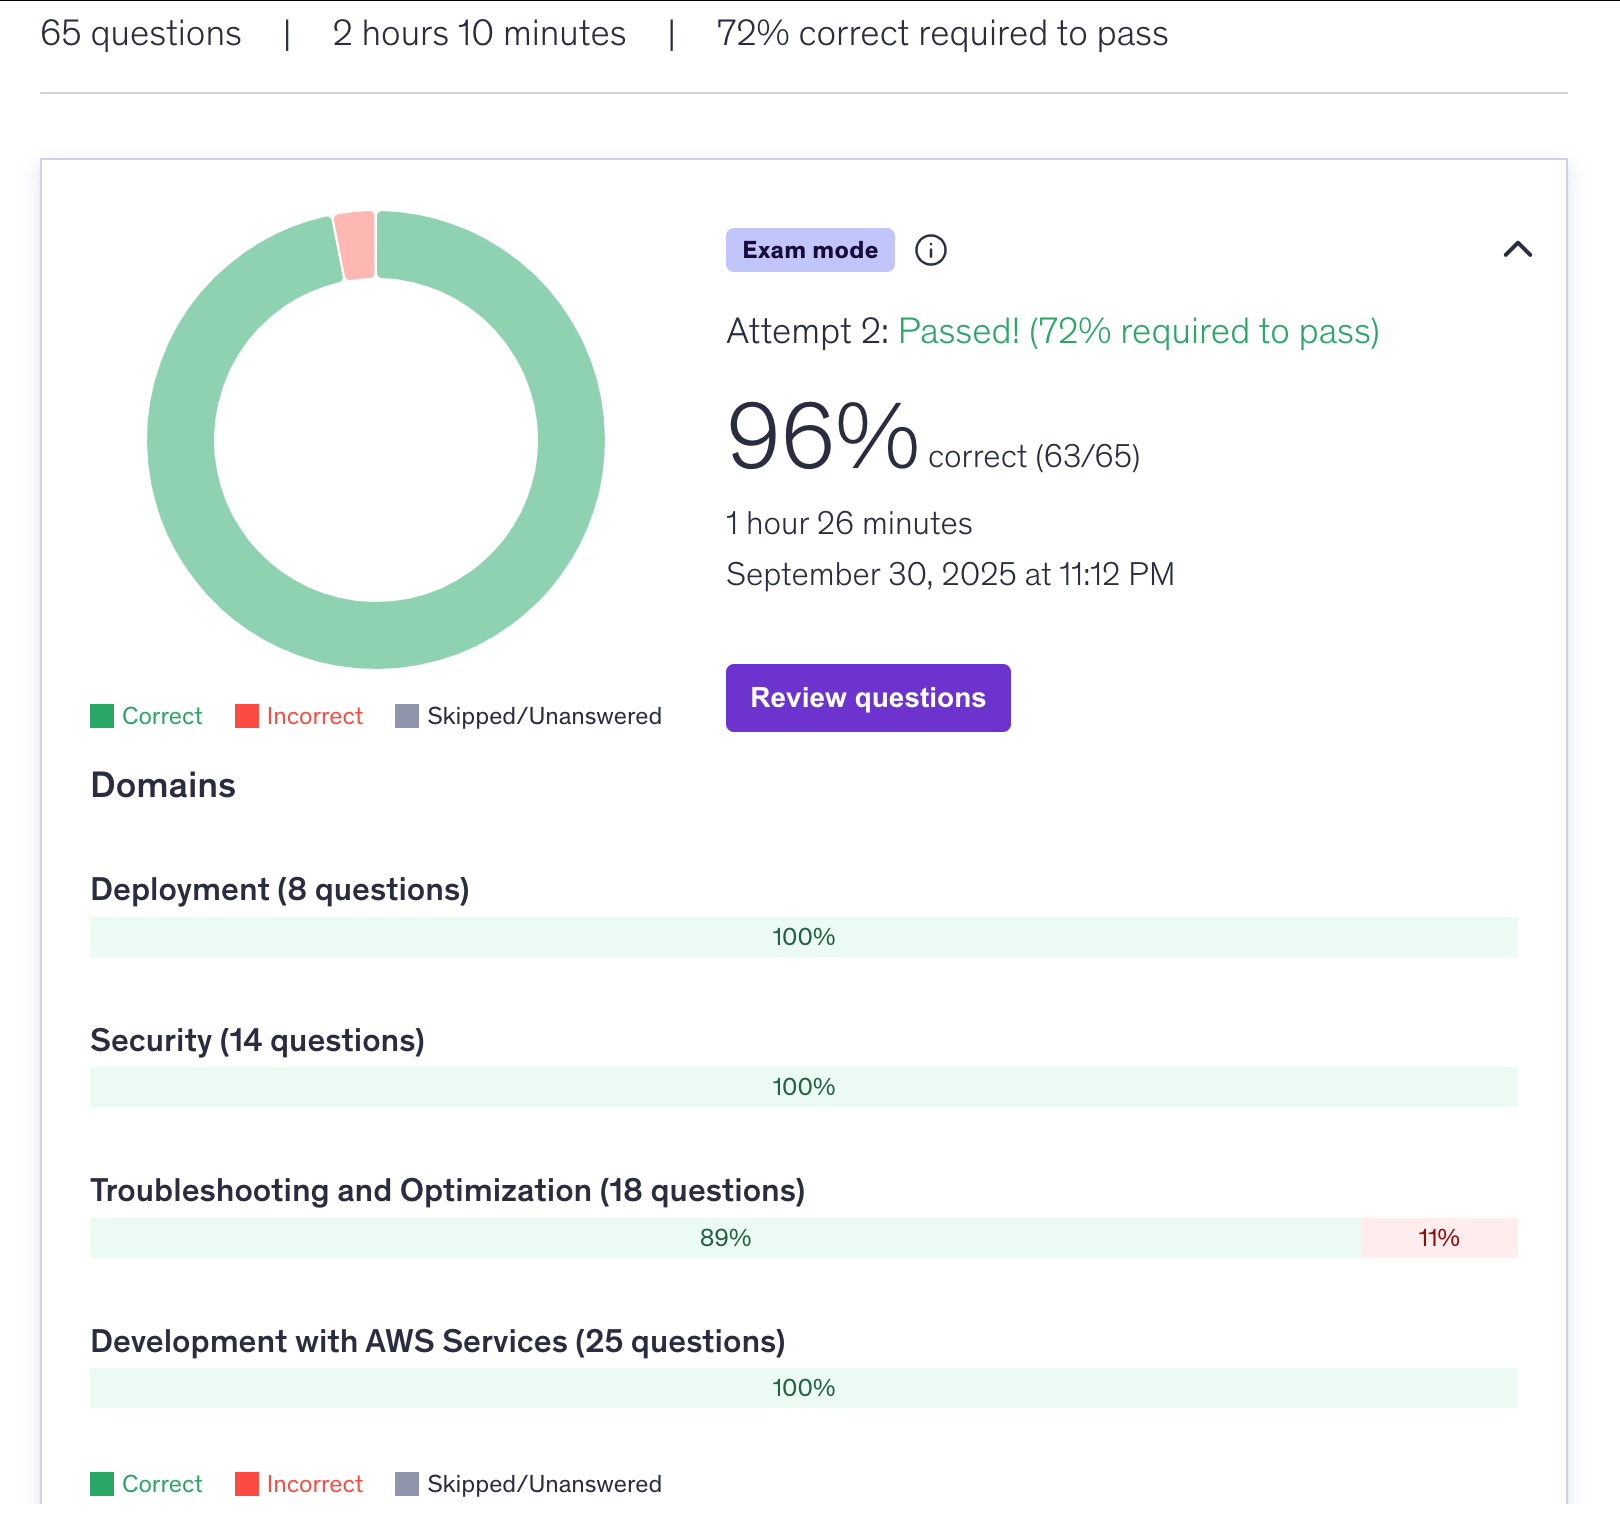 65 questions | 2 hours 10 minutes | 72% correct required to pass
Exam mode
Attempt 2: Passed! (72% required to pass)
96% correct (63/65)
1 hour 26 minutes
September 30, 2025 at 11:12 PM
Review questions
Correct Incorrect Skipped/Unanswered
Domains
Deployment (8 questions)
100%
Security (14 questions)
100%
Troubleshooting and Optimization (18 questions)
89% 11%
Development with AWS Services (25 questions)
100%
Correct Incorrect Skipped/Unanswered